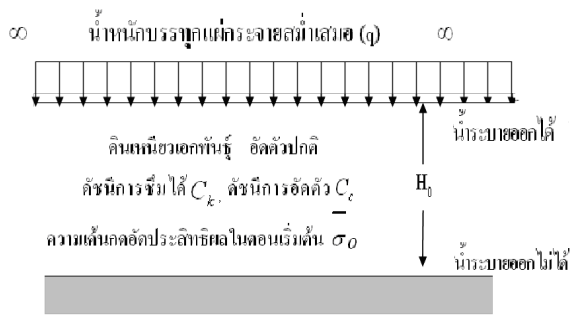 ∞ น้ำหนักบรรทุกแผ่กระจายสม่ำเสมอ (q) ∞
น้ำระบายออกได้
ดินเหนียวเอกพันธุ์ อัดตัวปกติ
ดัชนีการซึมได้ C_k, ดัชนีการอัดตัว C_c
H_0
ความเค้นกดอัดประสิทธิผลในตอนเริ่มต้น σ̅_O
น้ำระบายออกไม่ได้